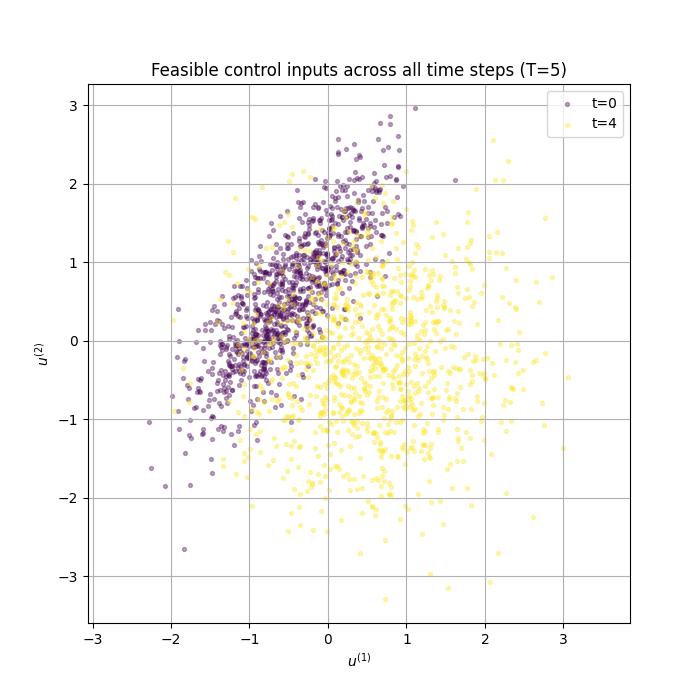 Feasible control inputs across all time steps (T=5)
t=0
t=4
3
2
1
0
−1
−2
−3
u(2)
−3
−2
−1
0
1
2
3
u(1)